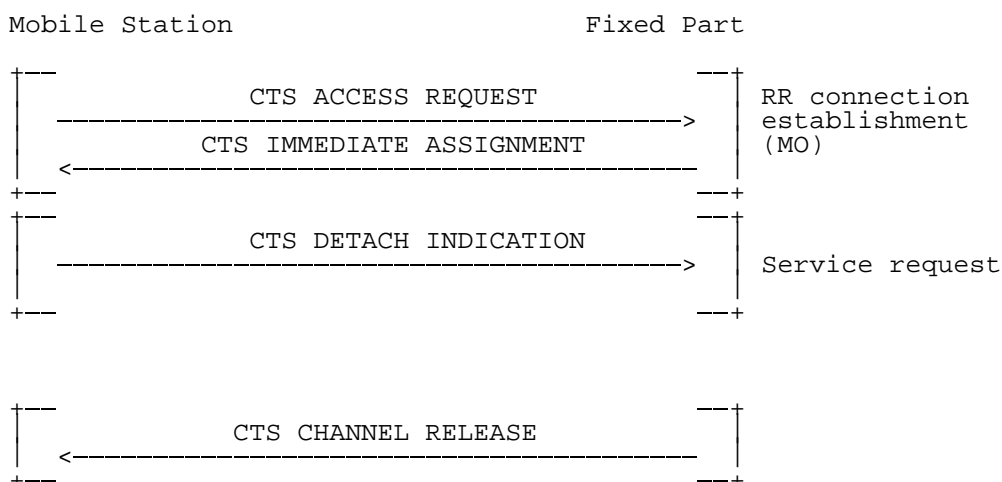 Mobile Station Fixed Part
CTS ACCESS REQUEST RR connection
establishment
CTS IMMEDIATE ASSIGNMENT (MO)
CTS DETACH INDICATION
Service request
CTS CHANNEL RELEASE